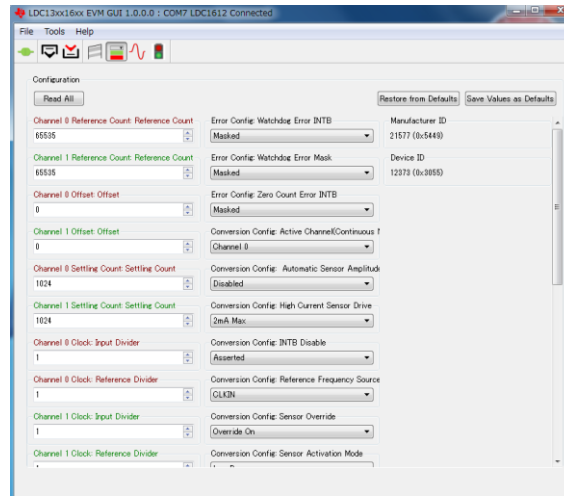 LDC13xx16xx EVM GUI 1.0.0.0 : COM7 LDC1612 Connected
File Tools Help
Configuration
Read All
Restore from Defaults Save Values as Defaults
Channel 0 Reference Count: Reference Count
65535
Channel 1 Reference Count: Reference Count
65535
Channel 0 Offset: Offset
0
Channel 1 Offset: Offset
0
Channel 0 Settling Count: Settling Count
1024
Channel 1 Settling Count: Settling Count
1024
Channel 0 Clock: Input Divider
1
Channel 0 Clock: Reference Divider
1
Channel 1 Clock: Input Divider
1
Channel 1 Clock: Reference Divider
Error Config: Watchdog Error INTB
Masked
Error Config: Watchdog Error Mask
Masked
Error Config: Zero Count Error INTB
Masked
Conversion Config: Active Channel(Continuous
Channel 0
Conversion Config: Automatic Sensor Amplitud
Disabled
Conversion Config: High Current Sensor Drive
2mA Max
Conversion Config: INTB Disable
Asserted
Conversion Config: Reference Frequency Source
CLKIN
Conversion Config: Sensor Override
Override On
Conversion Config: Sensor Activation Mode
Manufacturer ID
21577 (0x5449)
Device ID
12373 (0x3055)